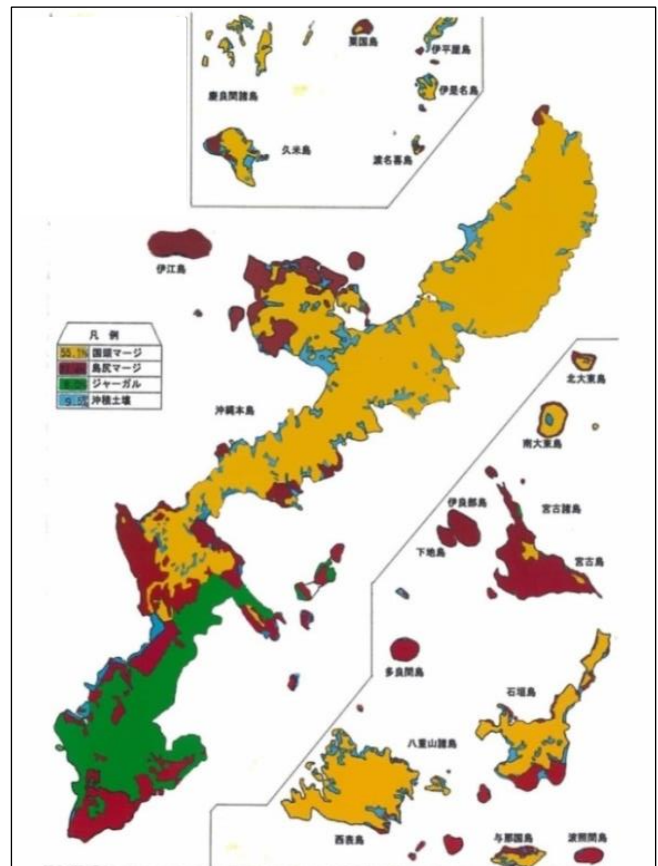 粟国島
伊平屋島
慶良間諸島
伊是名島
久米島
渡名喜島
伊江島
凡 例
55.1% 国頭マージ
島尻マージ
ジャーガル
沖積土壌
沖縄本島
北大東島
南大東島
伊良部島
宮古諸島
下地島
宮古島
多良間島
石垣島
八重山諸島
西表島
与那国島
波照間島